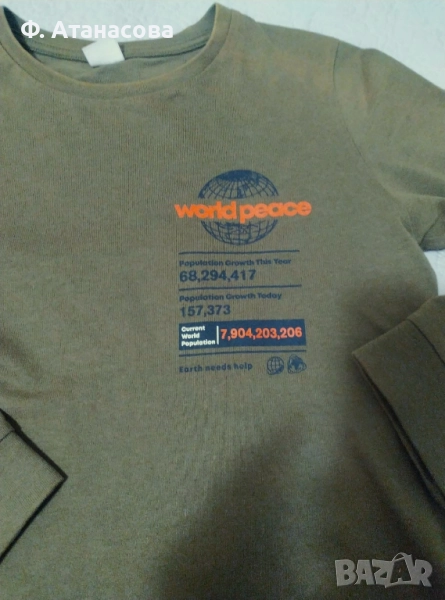 Ф. Атанасова
world peace
Population Growth This Year
68,294,417
Population Growth Today
157,373
Current
World
Population
7,904,203,206
Earth needs help
BAZAR